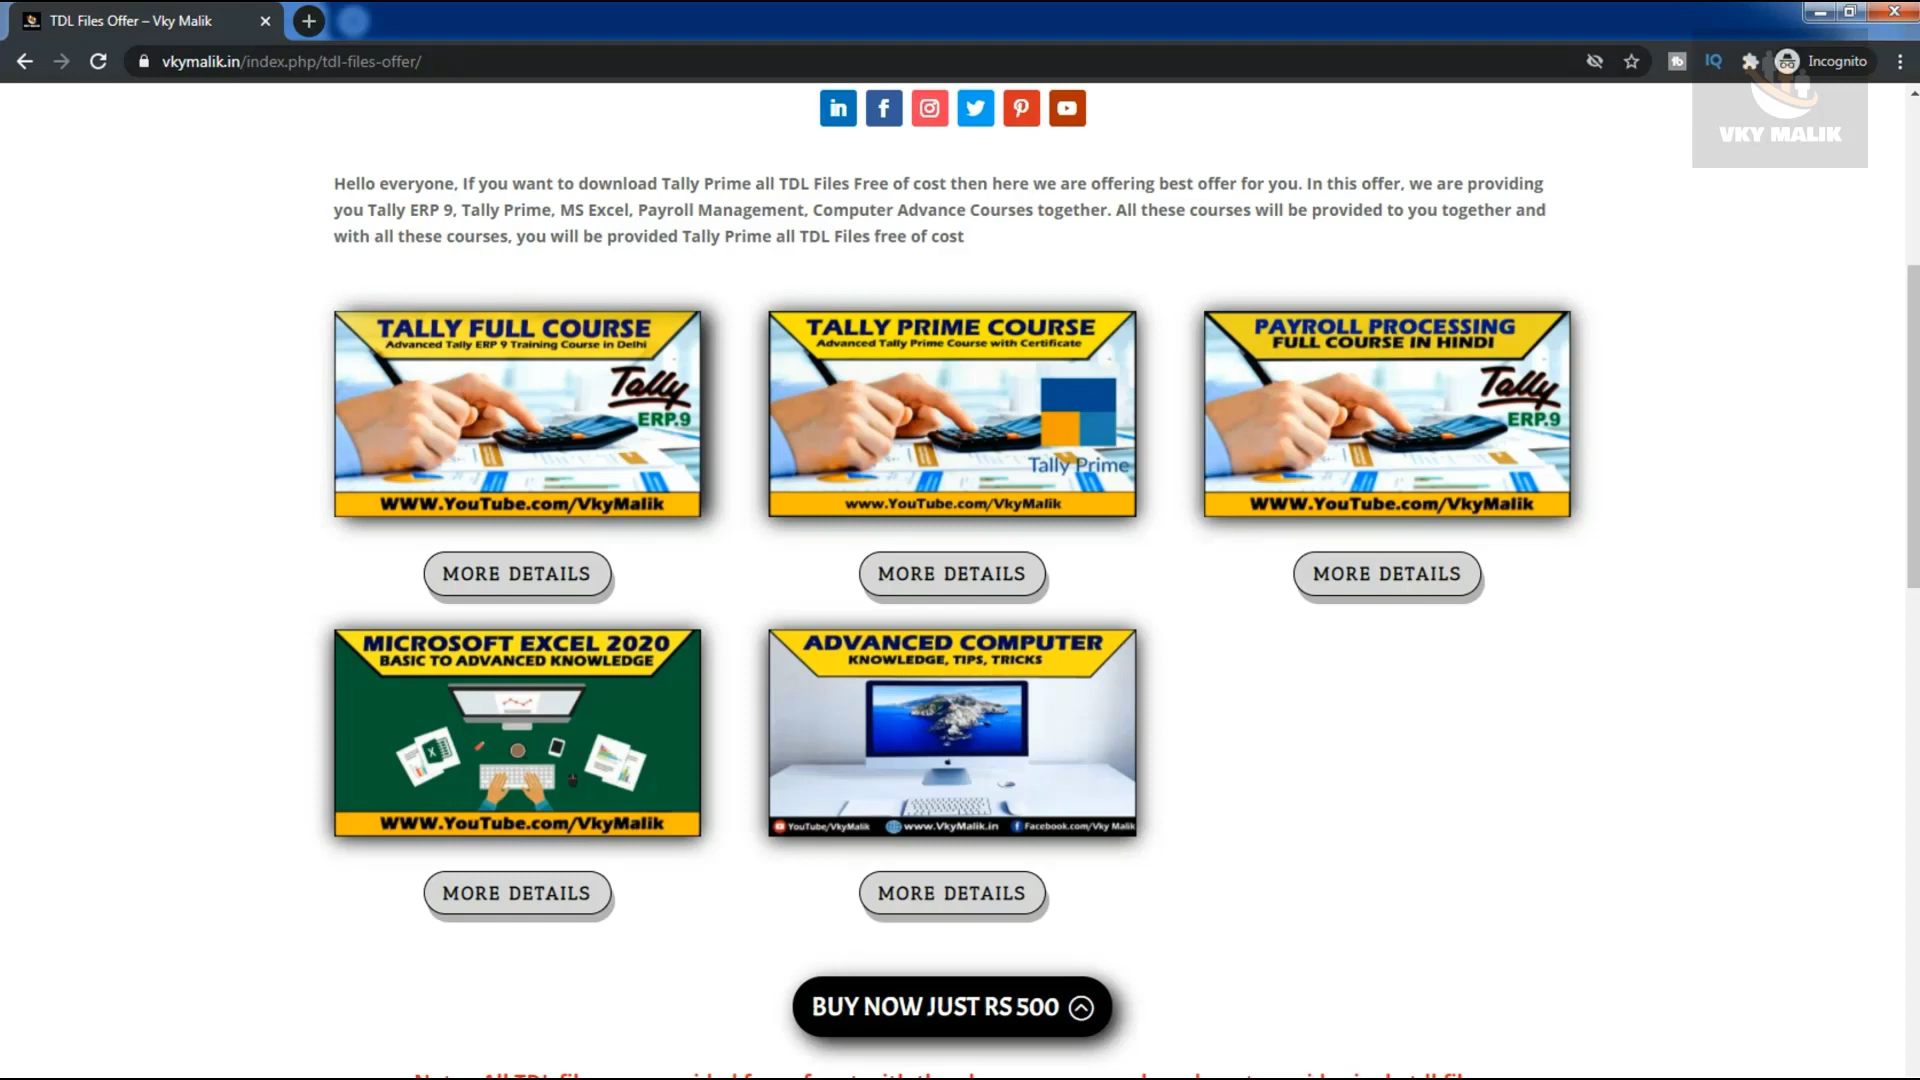 TDL Files Offer – Vky Malik
vkymalik.in/index.php/tdl-files-offer/
Incognito
VKY MALIK
Hello everyone, If you want to download Tally Prime all TDL Files Free of cost then here we are offering best offer for you. In this offer, we are providing
you Tally ERP 9, Tally Prime, MS Excel, Payroll Management, Computer Advance Courses together. All these courses will be provided to you together and
with all these courses, you will be provided Tally Prime all TDL Files free of cost
TALLY FULL COURSE
Advanced Tally ERP 9 Training Course in Delhi
Tally
ERP.9
WWW.YouTube.com/VkyMalik
TALLY PRIME COURSE
Advanced Tally Prime Course with Certificate
Tally Prime
www.YouTube.com/VkyMalik
PAYROLL PROCESSING
FULL COURSE IN HINDI
Tally
ERP.9
WWW.YouTube.com/VkyMalik
MORE DETAILS
MORE DETAILS
MORE DETAILS
MICROSOFT EXCEL 2020
BASIC TO ADVANCED KNOWLEDGE
WWW.YouTube.com/VkyMalik
ADVANCED COMPUTER
KNOWLEDGE, TIPS, TRICKS
YouTube/VkyMalik www.VkyMalik.in Facebook.com/Vky Malik
MORE DETAILS
MORE DETAILS
BUY NOW JUST RS 500